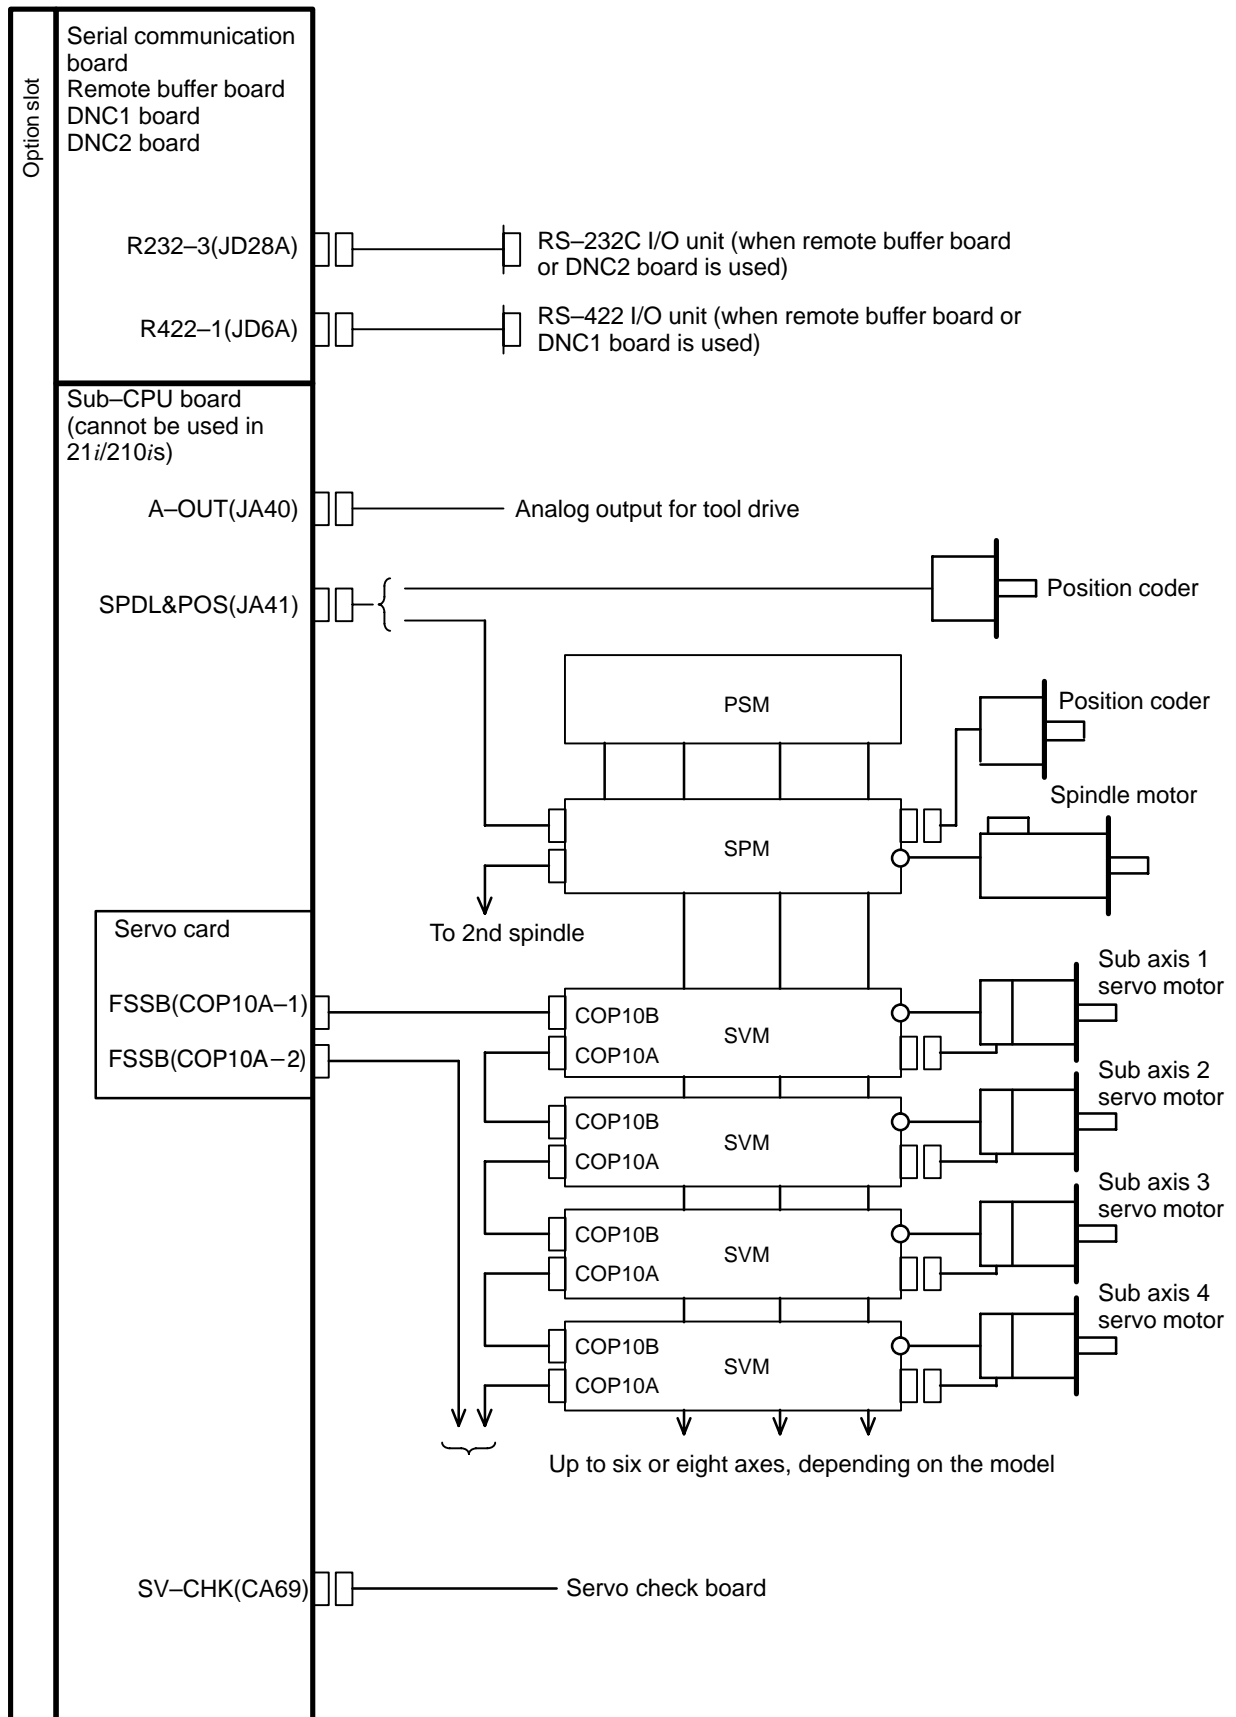 Option slot
Serial communication
board
Remote buffer board
DNC1 board
DNC2 board
R232–3(JD28A)
RS–232C I/O unit (when remote buffer board
or DNC2 board is used)
R422–1(JD6A)
RS–422 I/O unit (when remote buffer board or
DNC1 board is used)
Sub–CPU board
(cannot be used in
21i/210is)
A–OUT(JA40)
Analog output for tool drive
SPDL&POS(JA41)
Position coder
PSM
Position coder
Spindle motor
SPM
To 2nd spindle
Servo card
FSSB(COP10A–1)
FSSB(COP10A–2)
COP10B
SVM
COP10A
Sub axis 1
servo motor
COP10B
SVM
COP10A
Sub axis 2
servo motor
COP10B
SVM
COP10A
Sub axis 3
servo motor
COP10B
SVM
COP10A
Sub axis 4
servo motor
Up to six or eight axes, depending on the model
SV–CHK(CA69)
Servo check board